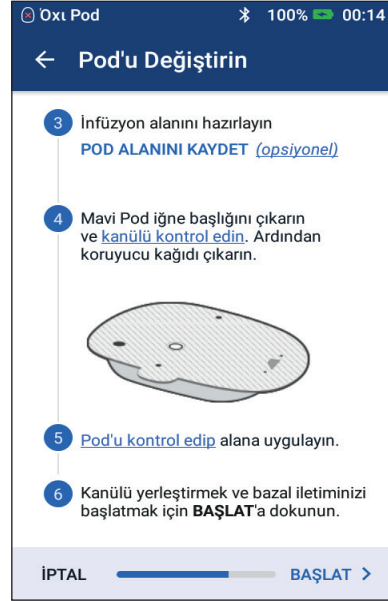 Όχι Pod 100% 00:14
Pod'u Değiştirin
3 İnfüzyon alanını hazırlayın
POD ALANINI KAYDET (opsiyonel)
4 Mavi Pod iğne başlığını çıkarın
ve kanülü kontrol edin. Ardından
koruyucu kağıdı çıkarın.
5 Pod'u kontrol edip alana uygulayın.
6 Kanülü yerleştirmek ve bazal iletiminizi
başlatmak için BAŞLAT'a dokunun.
İPTAL BAŞLAT